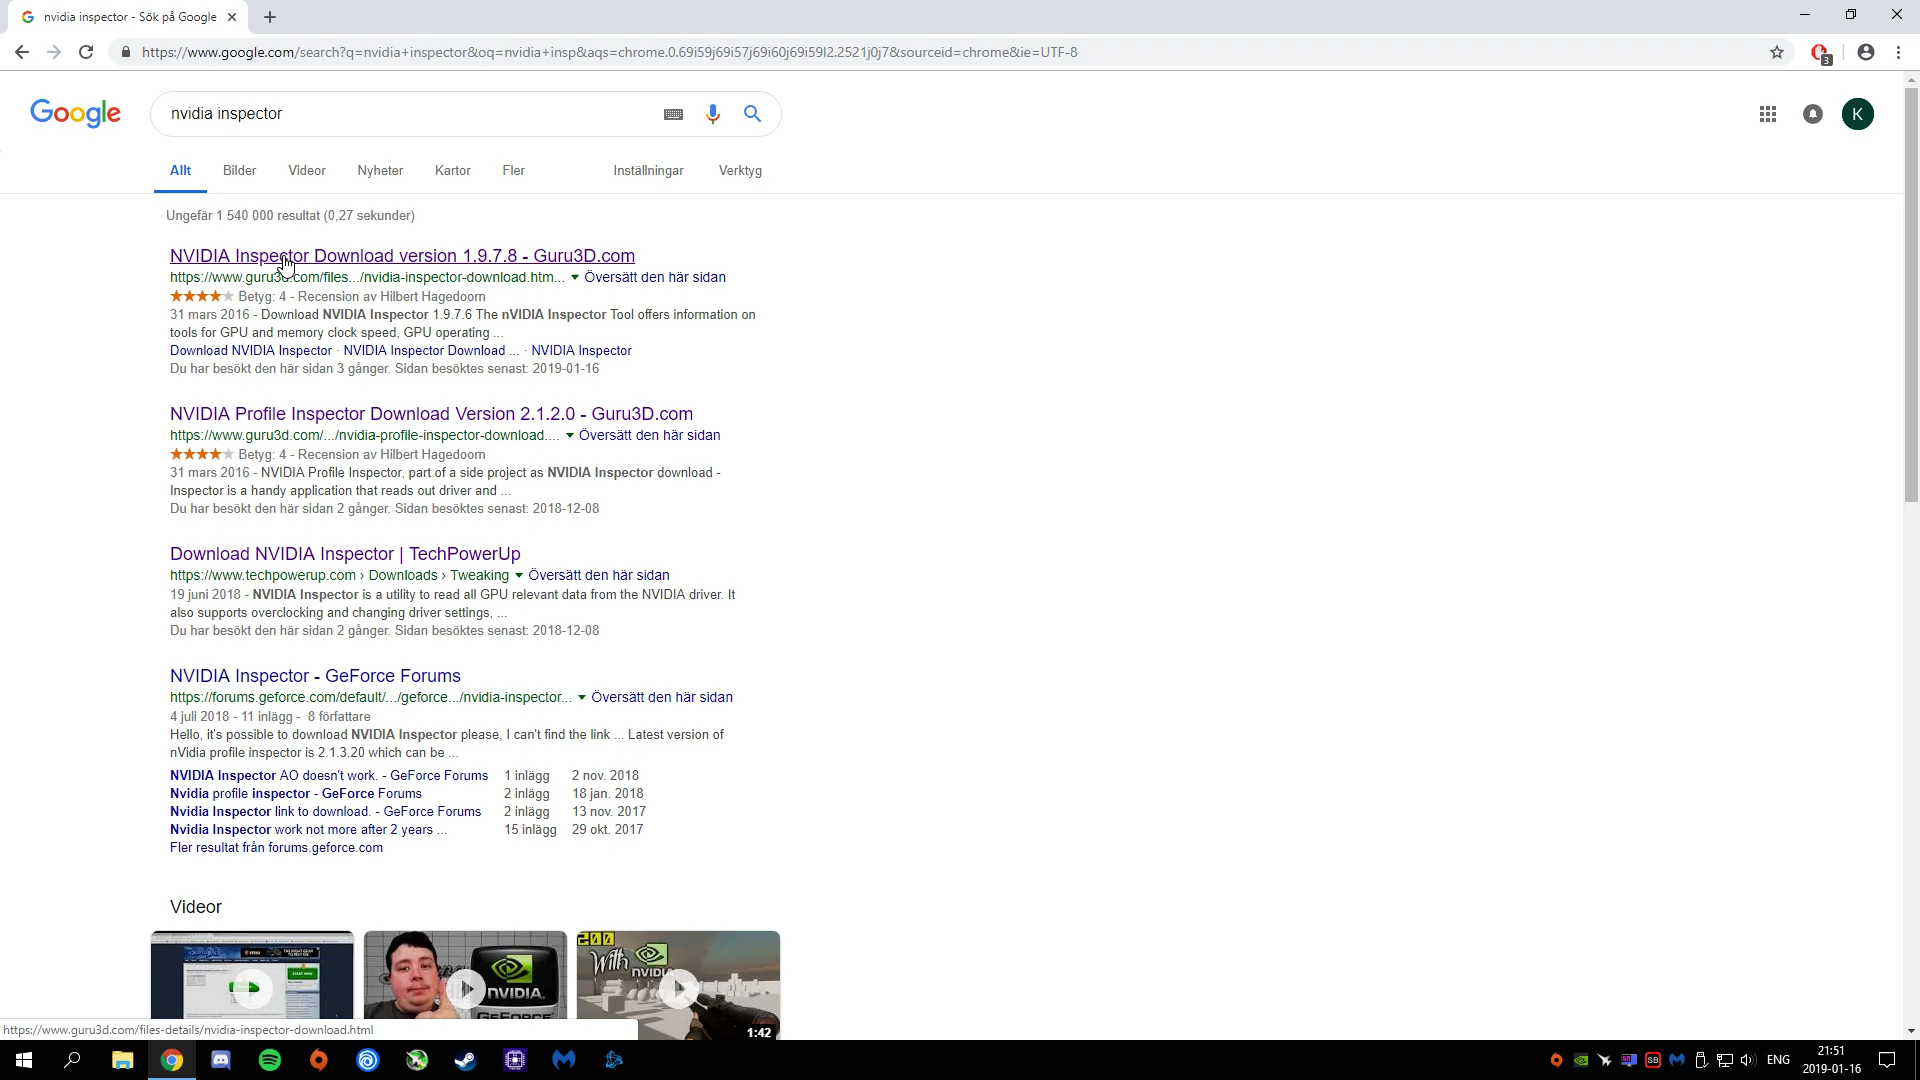 nvidia inspector - Sök på Google
https://www.google.com/search?q=nvidia+inspector&oq=nvidia+insp&aqs=chrome.0.69i59j69i57j69i60j69i59l2.2521j0j7&sourceid=chrome&ie=UTF-8
3
Google
nvidia inspector
K
Allt Bilder Videor Nyheter Kartor Fler Inställningar Verktyg
Ungefär 1 540 000 resultat (0,27 sekunder)
NVIDIA Inspector Download version 1.9.7.8 - Guru3D.com
https://www.guru3d.com/files.../nvidia-inspector-download.htm... ▼ Översätt den här sidan
★★★★★ Betyg: 4 - Recension av Hilbert Hagedoorn
31 mars 2016 - Download NVIDIA Inspector 1.9.7.6 The nVIDIA Inspector Tool offers information on
tools for GPU and memory clock speed, GPU operating ...
Download NVIDIA Inspector · NVIDIA Inspector Download ... · NVIDIA Inspector
Du har besökt den här sidan 3 gånger. Sidan besöktes senast: 2019-01-16
NVIDIA Profile Inspector Download Version 2.1.2.0 - Guru3D.com
https://www.guru3d.com/.../nvidia-profile-inspector-download.... ▼ Översätt den här sidan
★★★★★ Betyg: 4 - Recension av Hilbert Hagedoorn
31 mars 2016 - NVIDIA Profile Inspector, part of a side project as NVIDIA Inspector download -
Inspector is a handy application that reads out driver and ...
Du har besökt den här sidan 2 gånger. Sidan besöktes senast: 2018-12-08
Download NVIDIA Inspector | TechPowerUp
https://www.techpowerup.com › Downloads › Tweaking ▼ Översätt den här sidan
19 juni 2018 - NVIDIA Inspector is a utility to read all GPU relevant data from the NVIDIA driver. It
also supports overclocking and changing driver settings, ...
Du har besökt den här sidan 2 gånger. Sidan besöktes senast: 2018-12-08
NVIDIA Inspector - GeForce Forums
https://forums.geforce.com/default/.../geforce.../nvidia-inspector... ▼ Översätt den här sidan
4 juli 2018 - 11 inlägg - 8 författare
Hello, it's possible to download NVIDIA Inspector please, I can't find the link ... Latest version of
nVidia profile inspector is 2.1.3.20 which can be ...
NVIDIA Inspector AO doesn't work. - GeForce Forums 1 inlägg 2 nov. 2018
Nvidia profile inspector - GeForce Forums 2 inlägg 18 jan. 2018
Nvidia Inspector link to download. - GeForce Forums 2 inlägg 13 nov. 2017
Nvidia Inspector work not more after 2 years ... 15 inlägg 29 okt. 2017
Fler resultat från forums.geforce.com
Videor
NVIDIA.
GEFORCE
200
With
NVIDIA
1:42
https://www.guru3d.com/files-details/nvidia-inspector-download.html
ENG
21:51
2019-01-16